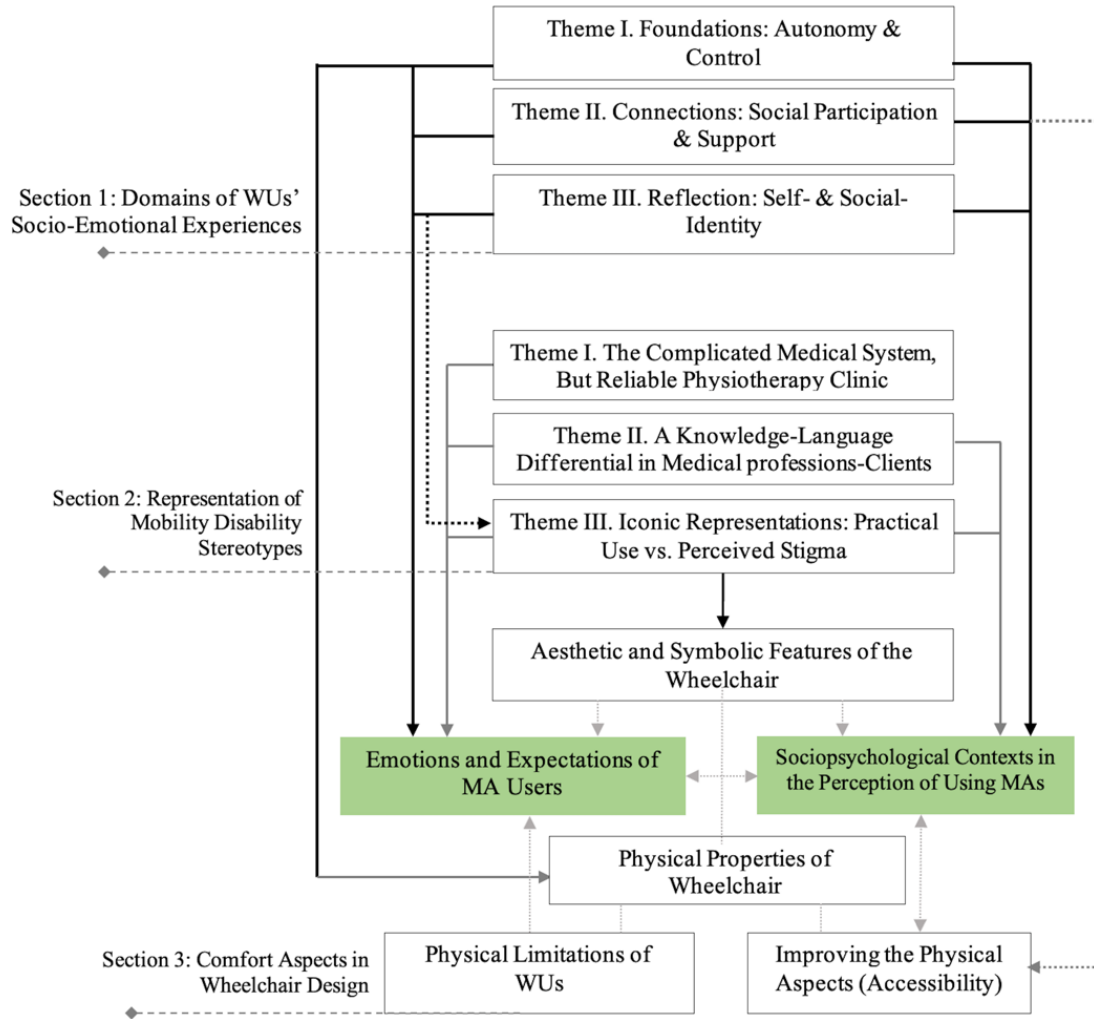 Theme I. Foundations: Autonomy &
Control
Theme II. Connections: Social Participation
& Support
Section 1: Domains of WUs’
Socio-Emotional Experiences
Theme III. Reflection: Self- & Social-
Identity
Theme I. The Complicated Medical System,
But Reliable Physiotherapy Clinic
Theme II. A Knowledge-Language
Differential in Medical professions-Clients
Section 2: Representation of
Mobility Disability
Stereotypes
Theme III. Iconic Representations: Practical
Use vs. Perceived Stigma
Aesthetic and Symbolic Features of the
Wheelchair
Emotions and Expectations of
MA Users
Sociopsychological Contexts in
the Perception of Using MAs
Physical Properties of
Wheelchair
Section 3: Comfort Aspects in
Wheelchair Design
Physical Limitations of
WUs
Improving the Physical
Aspects (Accessibility)